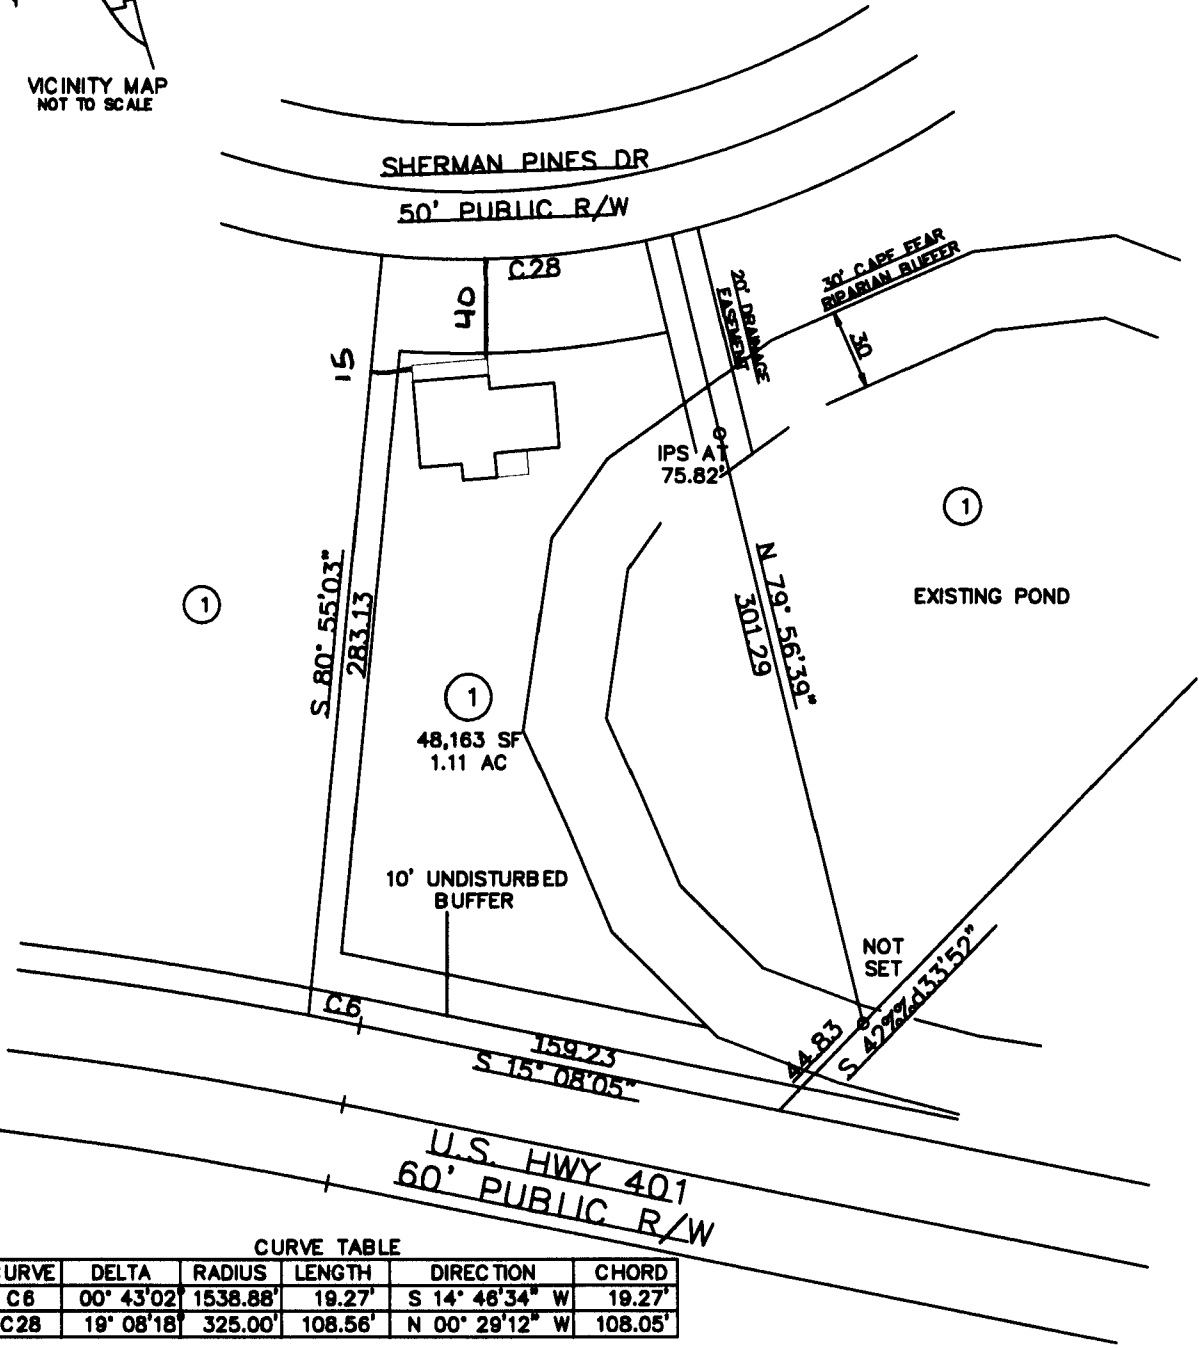 VICINITY MAP
NOT TO SCALE
SHERMAN PINES DR
50' PUBLIC R/W
C28
40
15
20' DRAINAGE
EASEMENT
30' CAPE FEAR
RIPARIAN BUFFER
30
IPS AT
75.82'
1
EXISTING POND
N 79° 56'39"
301.29
S 80° 55'03"
283.13
1
1
48,163 SF
1.11 AC
10' UNDISTURBED
BUFFER
NOT
SET
C6
159.23
S 15° 08'05"
44.83
S 42%%d33'52"
U.S. HWY 401
60' PUBLIC R/W
CURVE TABLE
URVE DELTA RADIUS LENGTH DIRECTION CHORD
C6 00° 43'02" 1538.88' 19.27' S 14° 46'34" W 19.27'
C28 19° 08'18" 325.00' 108.56' N 00° 29'12" W 108.05'